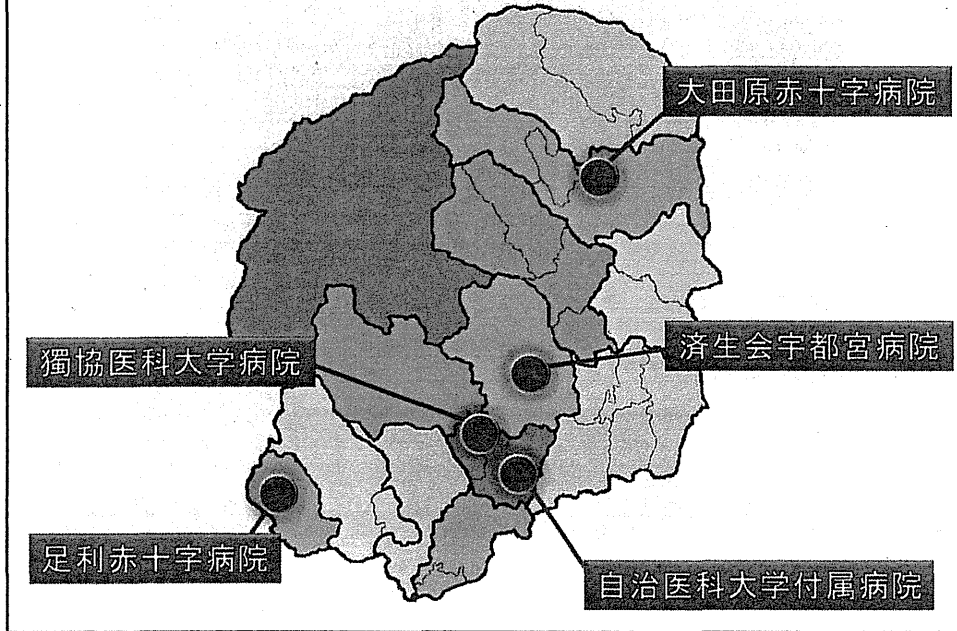 大田原赤十字病院
済生会宇都宮病院
獨協医科大学病院
足利赤十字病院
自治医科大学付属病院